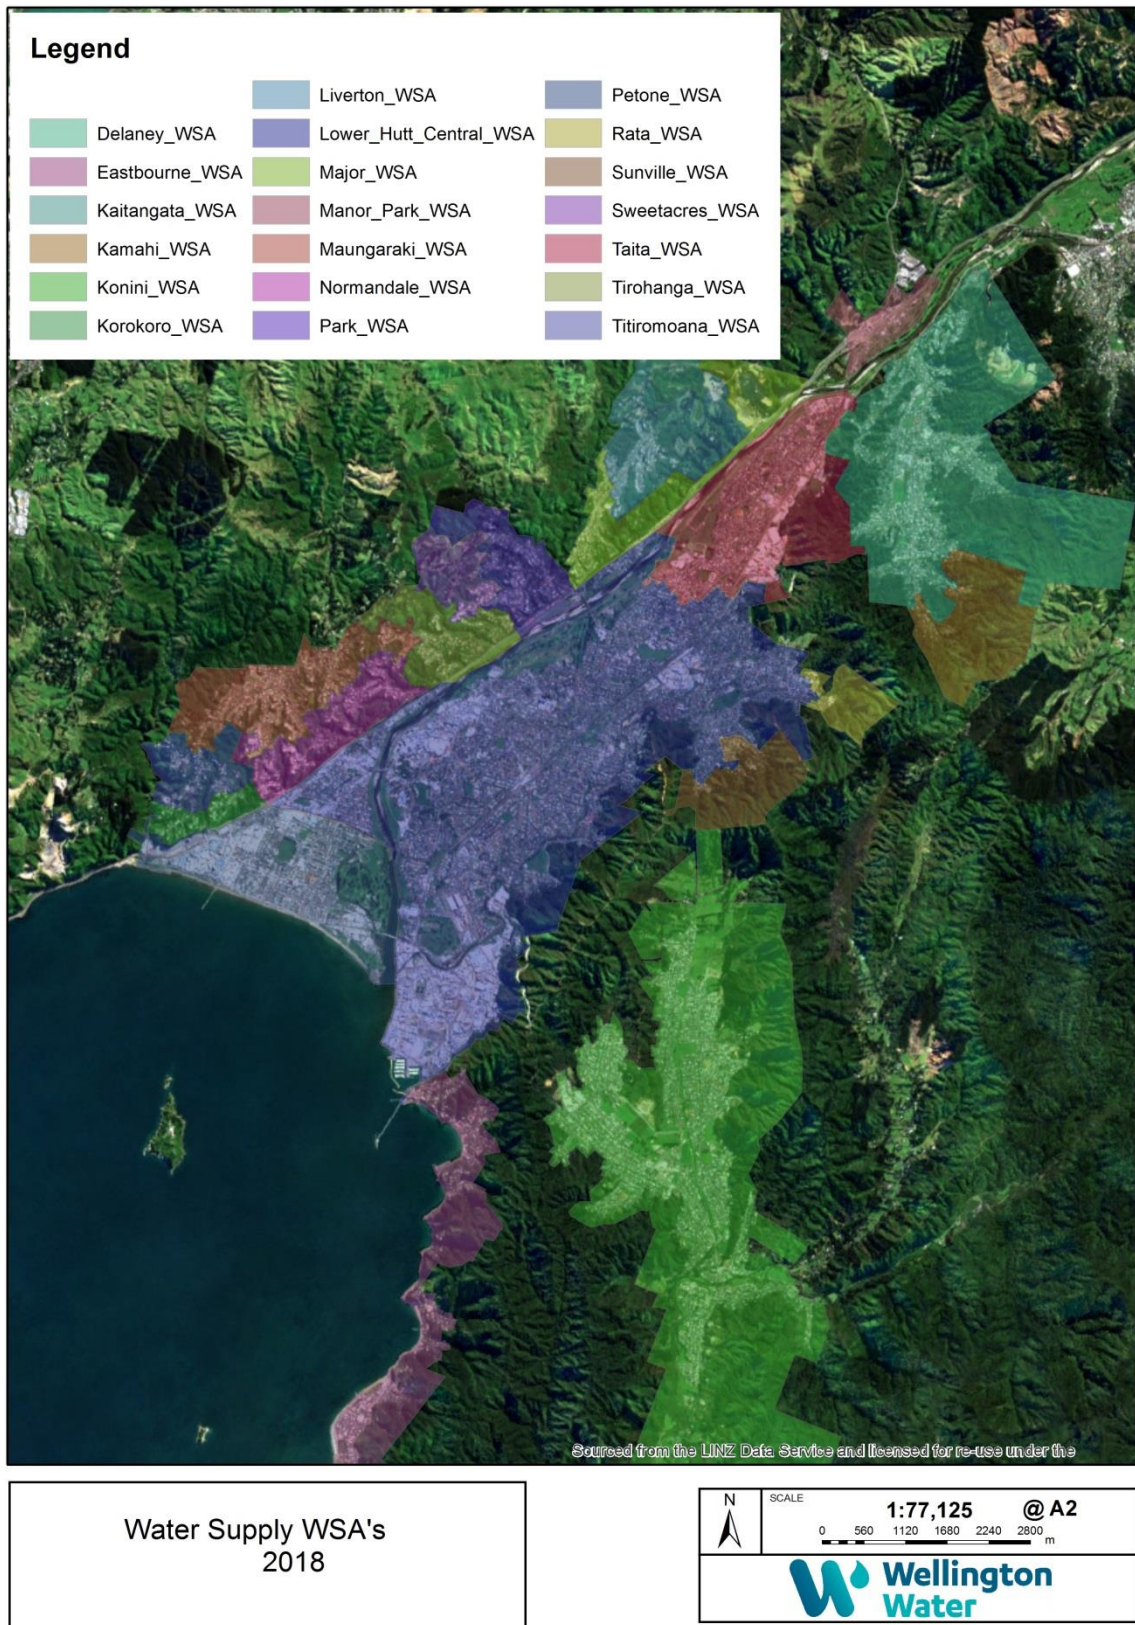 Legend
Delaney_WSA
Eastbourne_WSA
Kaitangata_WSA
Kamahi_WSA
Konini_WSA
Korokoro_WSA
Liverton_WSA
Lower_Hutt_Central_WSA
Major_WSA
Manor_Park_WSA
Maungaraki_WSA
Normandale_WSA
Park_WSA
Petone_WSA
Rata_WSA
Sunville_WSA
Sweetacres_WSA
Taita_WSA
Tirohanga_WSA
Titiromoana_WSA
Sourced from the LINZ Data Service and licensed for re-use under the
Water Supply WSA's
2018
N
SCALE
1:77,125 @ A2
0 560 1120 1680 2240 2800
m
Wellington
Water